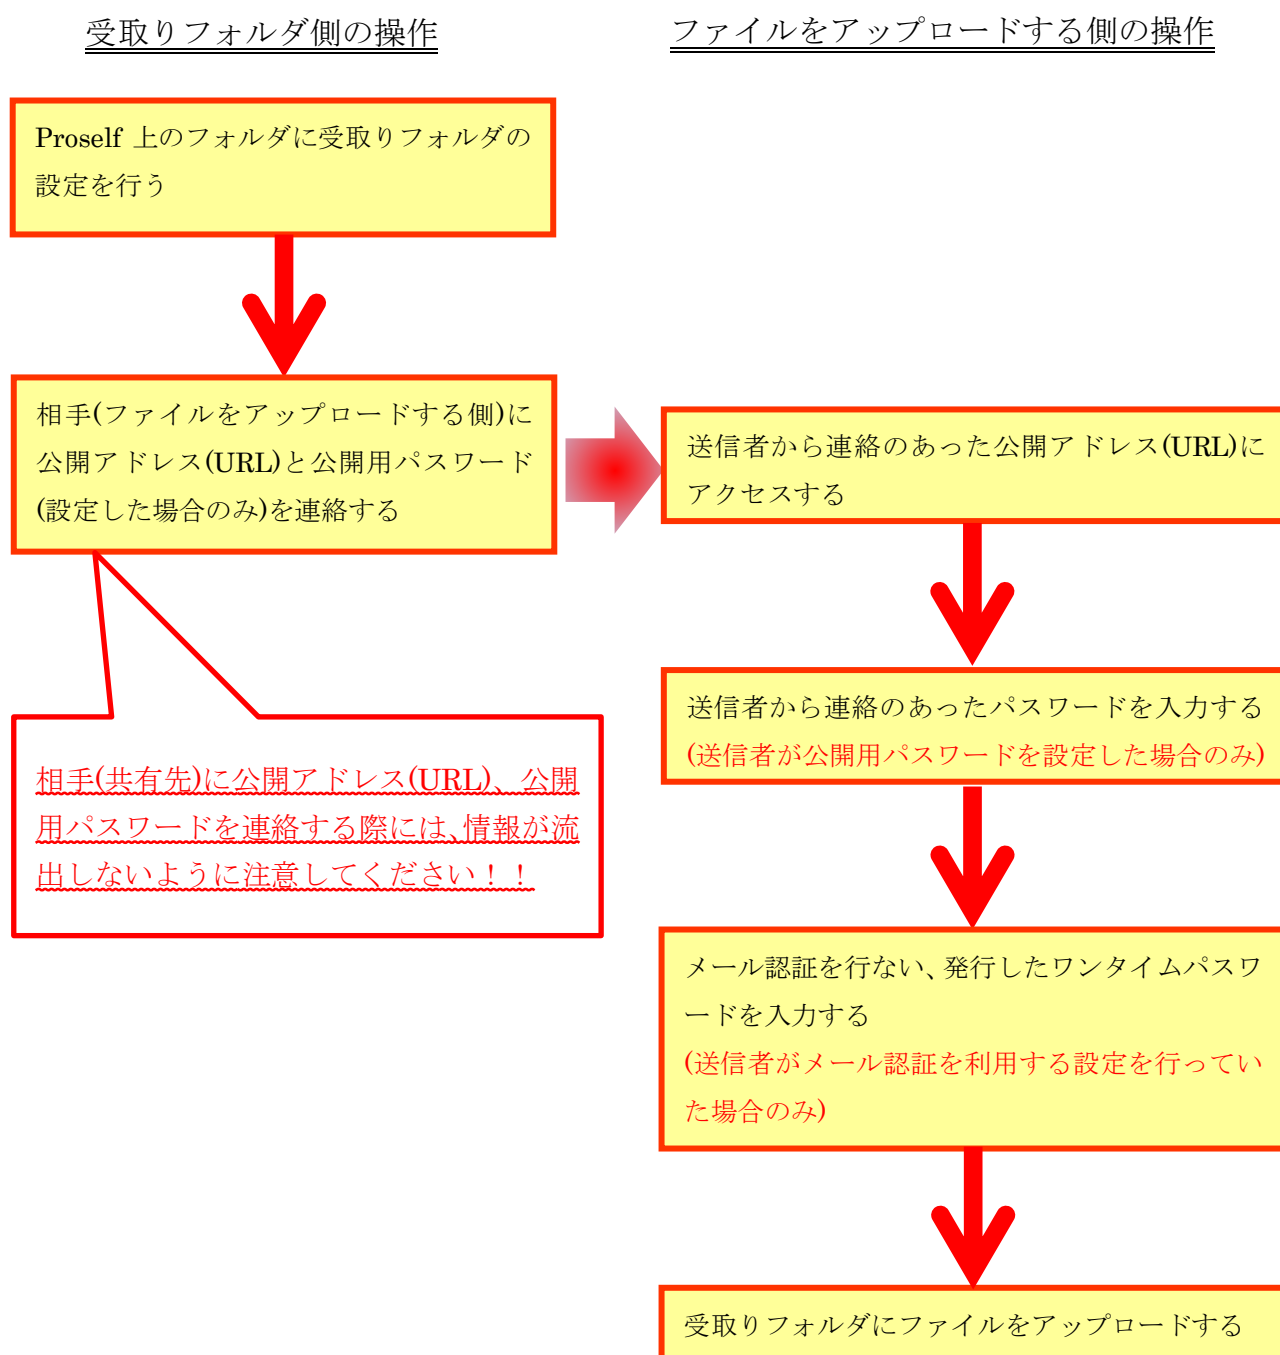 受取りフォルダ側の操作
ファイルをアップロードする側の操作
Proself 上のフォルダに受取りフォルダの
設定を行う
相手(ファイルをアップロードする側)に
公開アドレス(URL)と公開用パスワード
(設定した場合のみ)を連絡する
相手(共有先)に公開アドレス(URL)、公開
用パスワードを連絡する際には、情報が流
出しないように注意してください！！
送信者から連絡のあった公開アドレス(URL)に
アクセスする
送信者から連絡のあったパスワードを入力する
(送信者が公開用パスワードを設定した場合のみ)
メール認証を行ない、発行したワンタイムパスワ
ードを入力する
(送信者がメール認証を利用する設定を行ってい
た場合のみ)
受取りフォルダにファイルをアップロードする